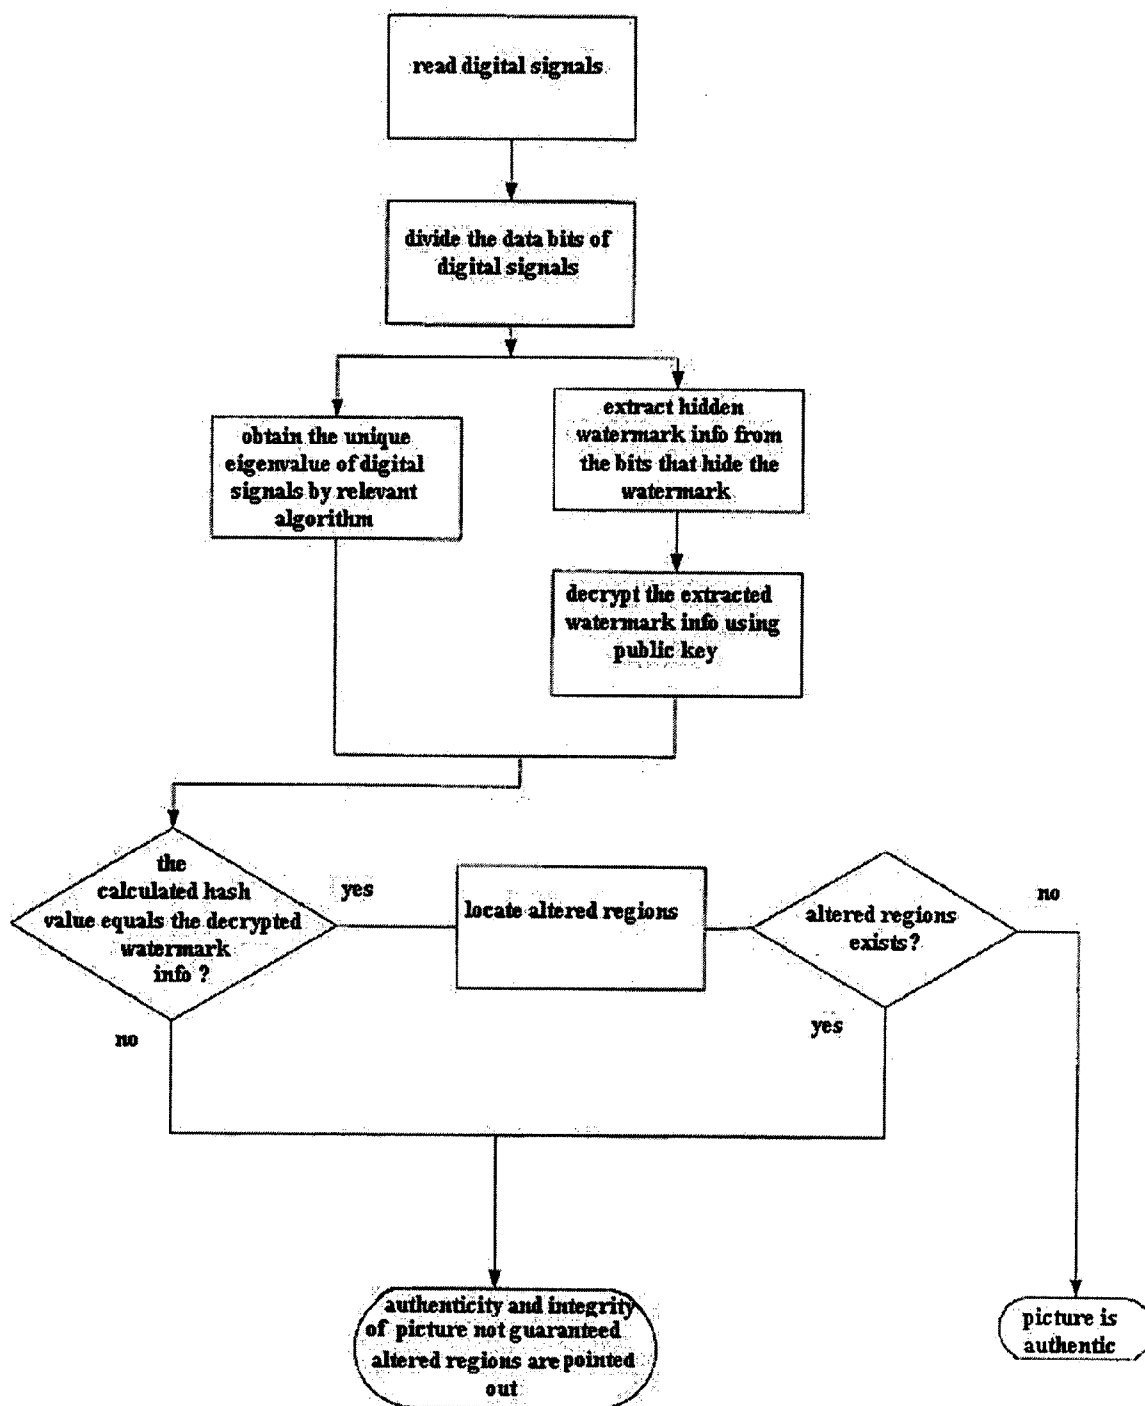 read digital signals
divide the data bits of
digital signals
obtain the unique
eigenvalue of digital
signals by relevant
algorithm
extract hidden
watermark info from
the bits that hide the
watermark
decrypt the extracted
watermark info using
public key
the
calculated hash
value equals the decrypted
watermark
info ?
yes
no
locate altered regions
altered regions
exists?
no
yes
authenticity and integrity
of picture not guaranteed
altered regions are pointed
out
picture is
authentic